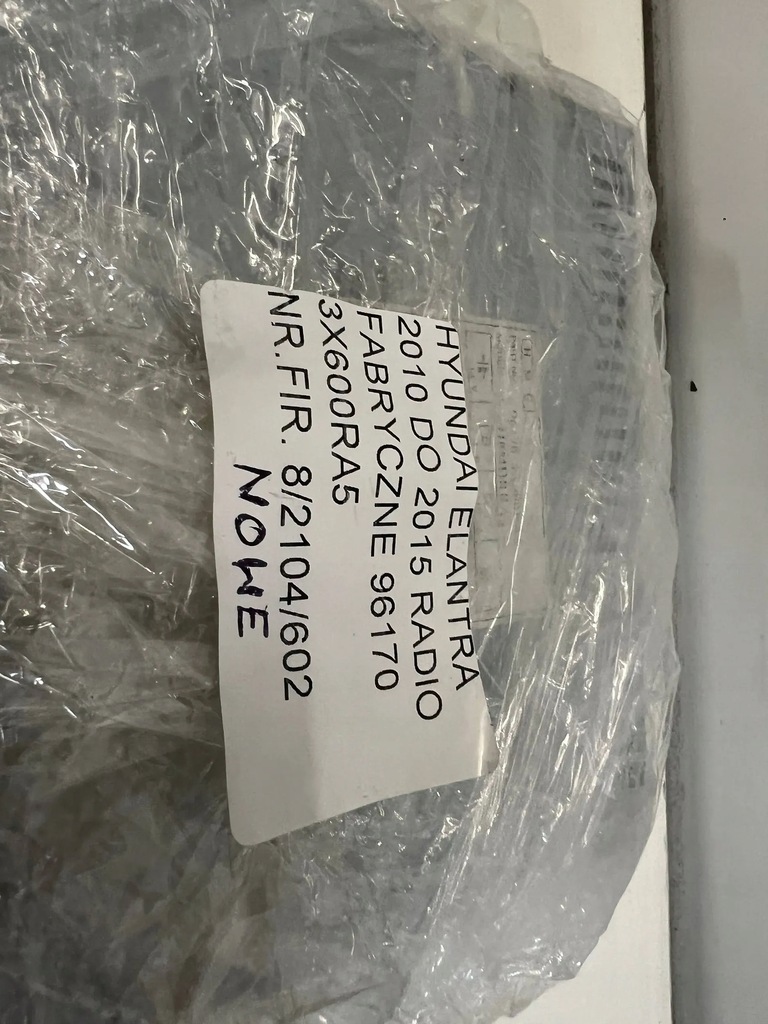 HYUNDAI ELANTRA
2010 DO 2015 RADIO
FABRYCZNE 96170
3X600RA5
NR.FIR. 8/2104/602
NOWE